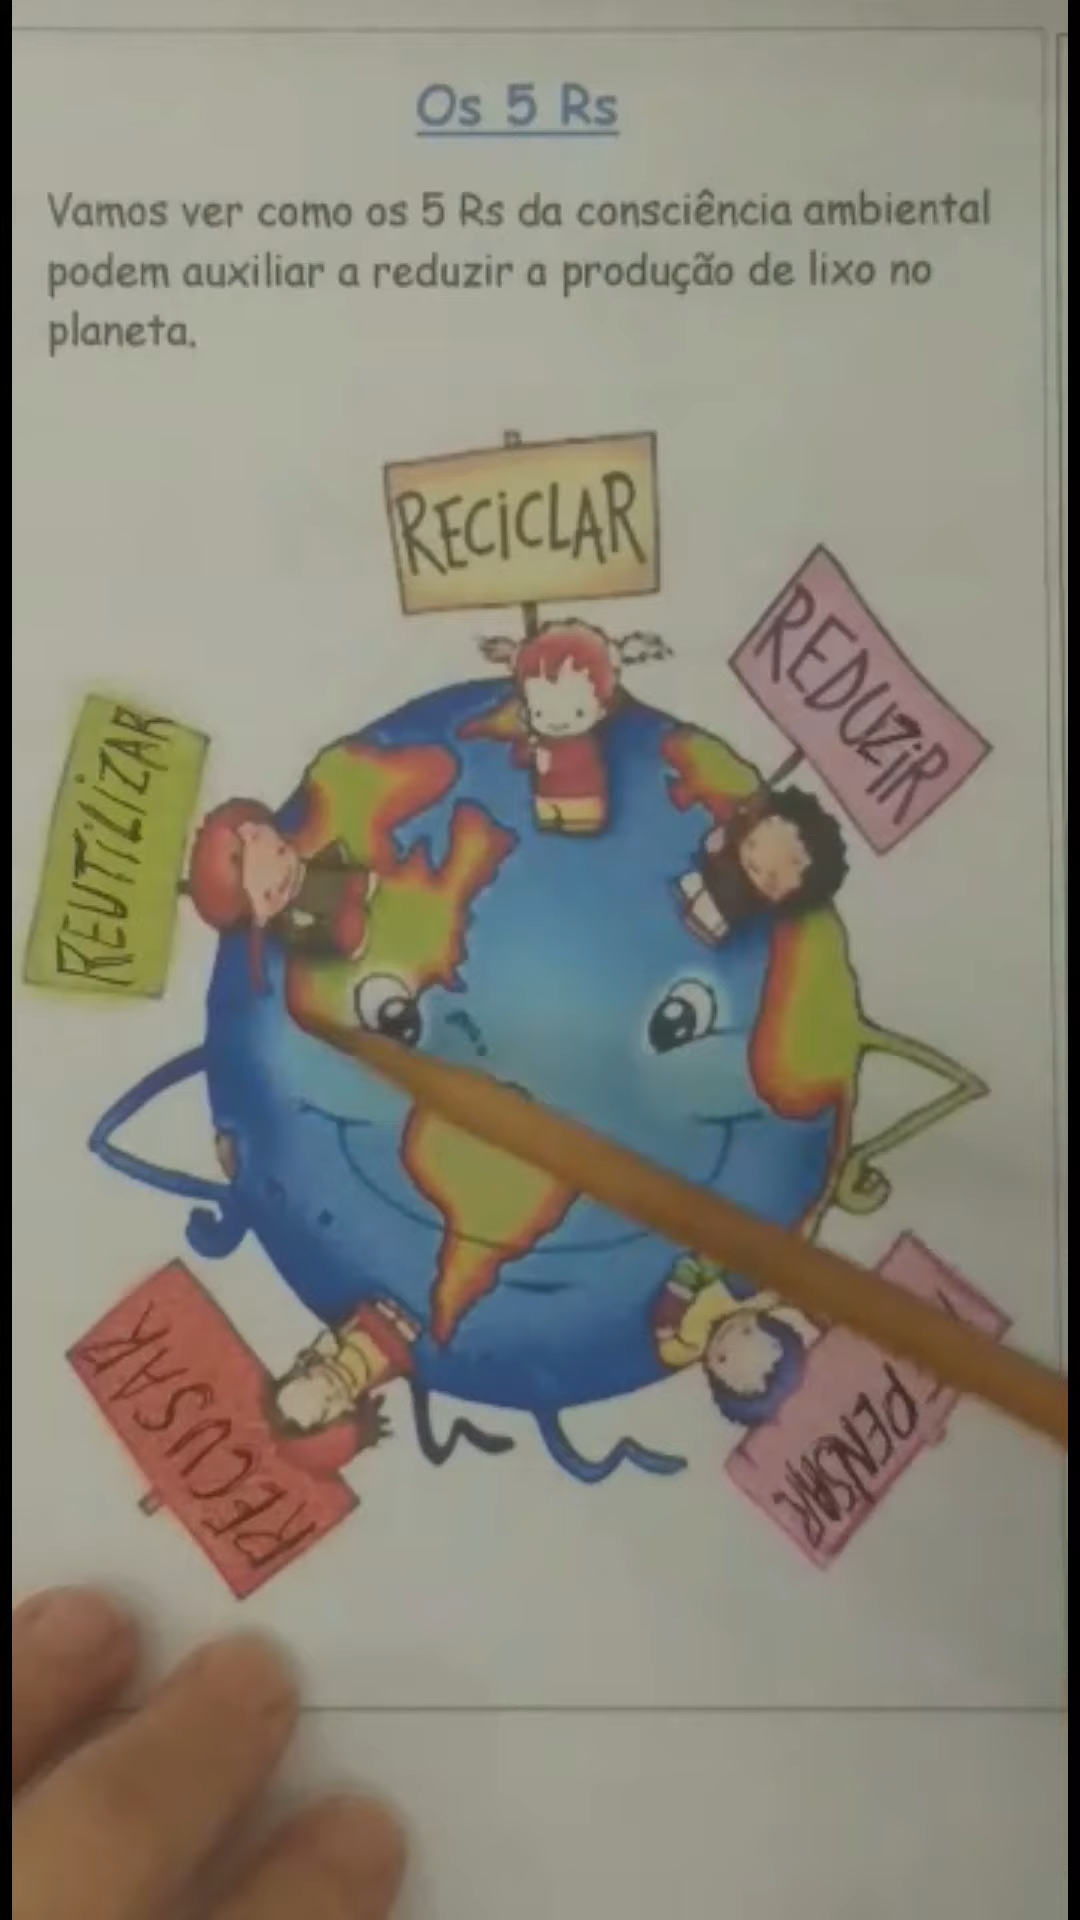 Os 5 Rs
Vamos ver como os 5 Rs da consciência ambiental
podem auxiliar a reduzir a produção de lixo no
planeta.
RECiCLAR
REDUZiR
REUTiLiZAR
RECUSAR